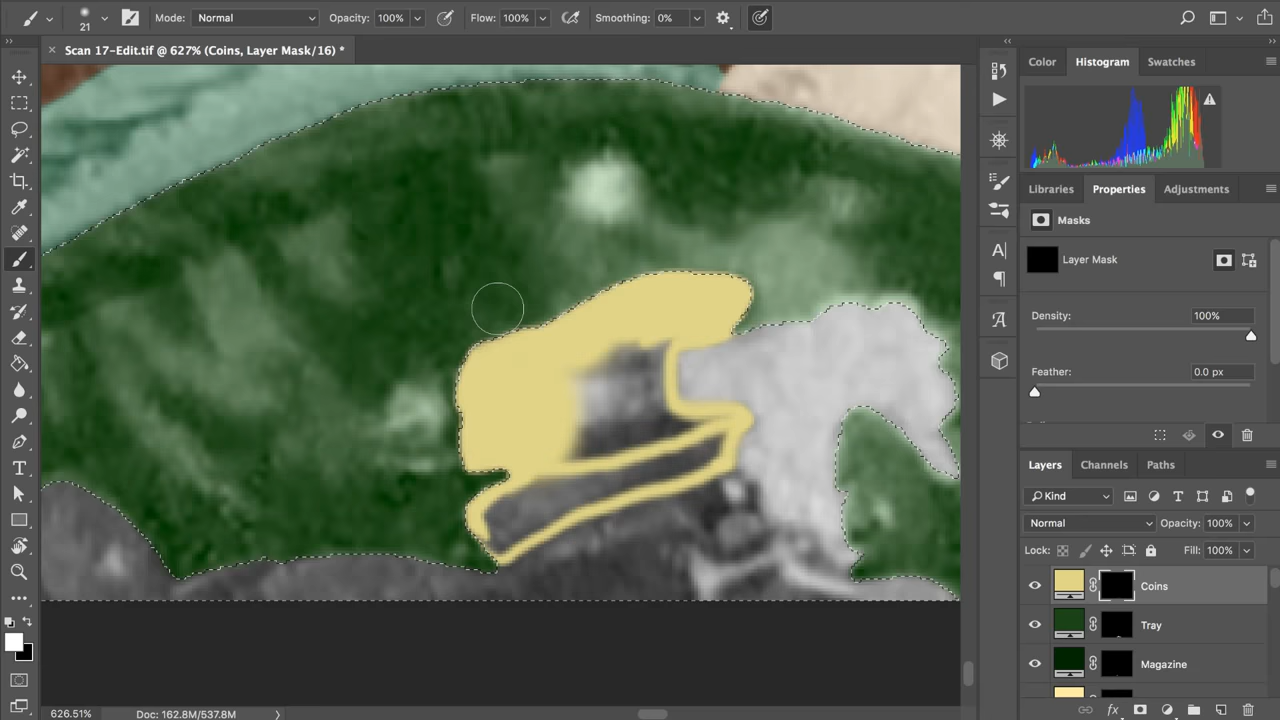 21
Mode: Normal
Opacity: 100%
Flow: 100%
Smoothing: 0%
Scan 17-Edit.tif @ 627% (Coins, Layer Mask/16) *
Color Histogram Swatches
Libraries Properties Adjustments
Masks
Layer Mask
Density: 100%
Feather: 0.0 px
Layers Channels Paths
Kind
Normal Opacity: 100%
Lock: Fill: 100%
Coins
Tray
Magazine
fx
626.51% Doc: 162.8M/537.8M